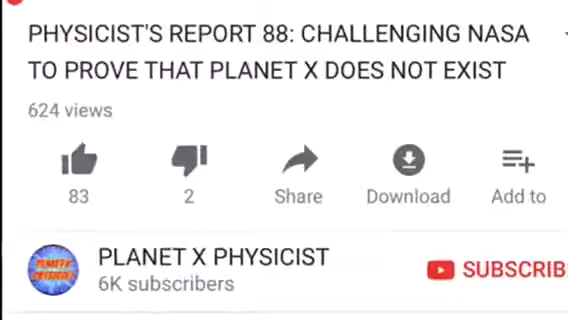 PHYSICIST'S REPORT 88: CHALLENGING NASA
TO PROVE THAT PLANET X DOES NOT EXIST
624 views
83
2
Share
Download
Add to
PLANET X PHYSICIST
6K subscribers
SUBSCRIB